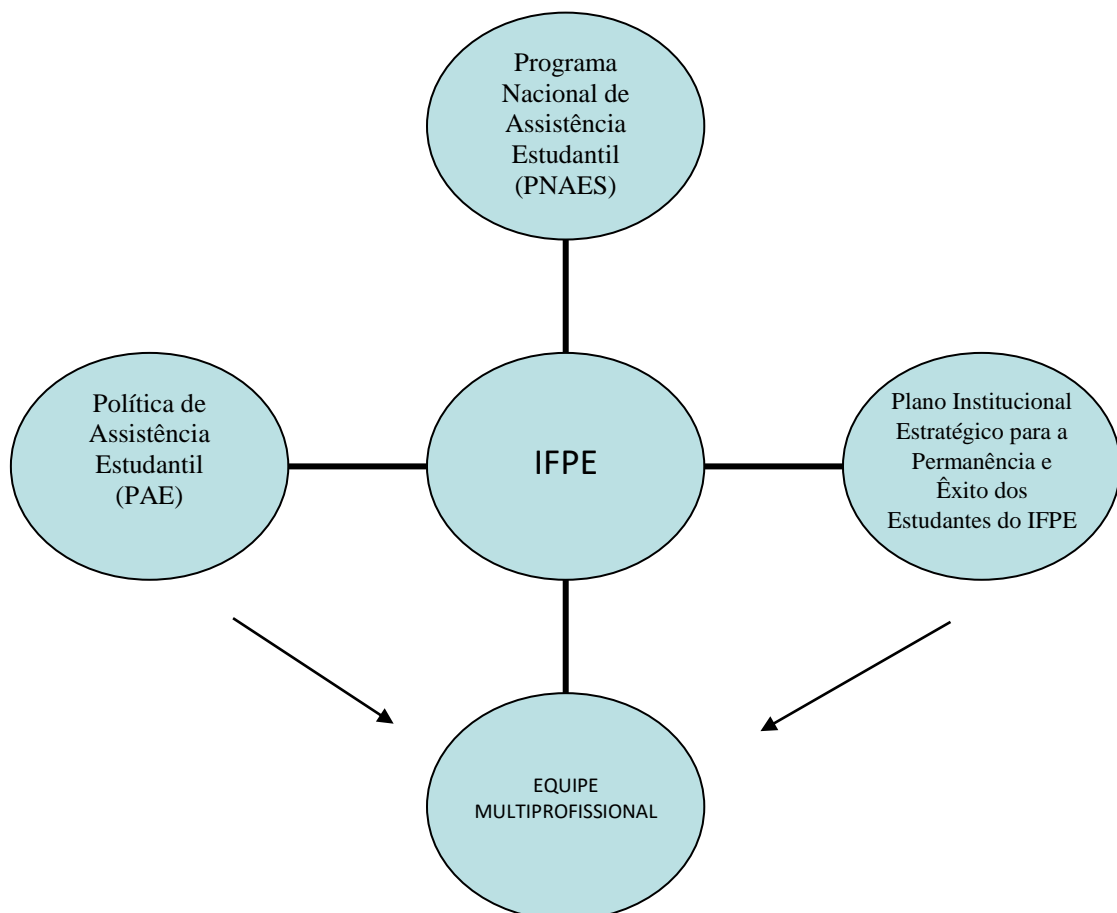 Programa
Nacional de
Assistência
Estudantil
(PNAES)
Política de
Assistência
Estudantil
(PAE)
IFPE
Plano Institucional
Estratégico para a
Permanência e
Êxito dos
Estudantes do IFPE
EQUIPE
MULTIPROFISSIONAL